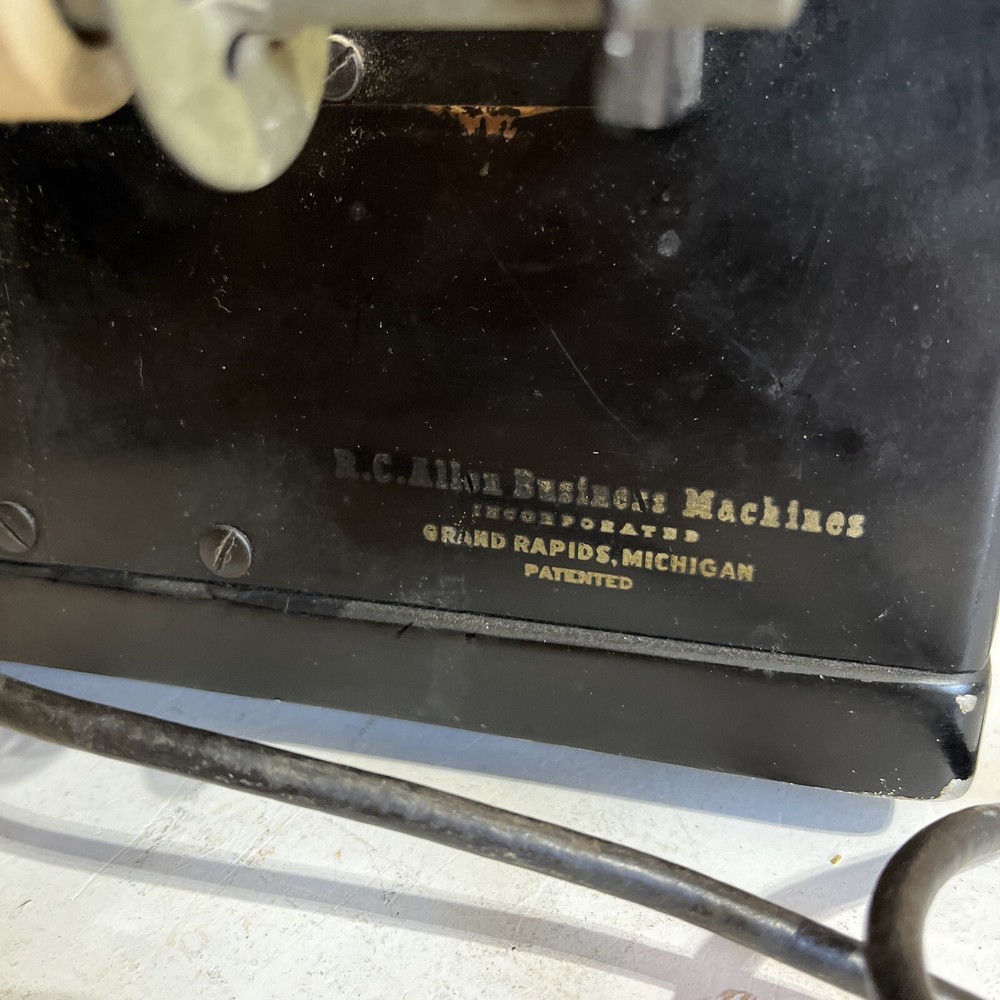 R.C. Allen Business Machines
INCORPORATED
GRAND RAPIDS, MICHIGAN
PATENTED